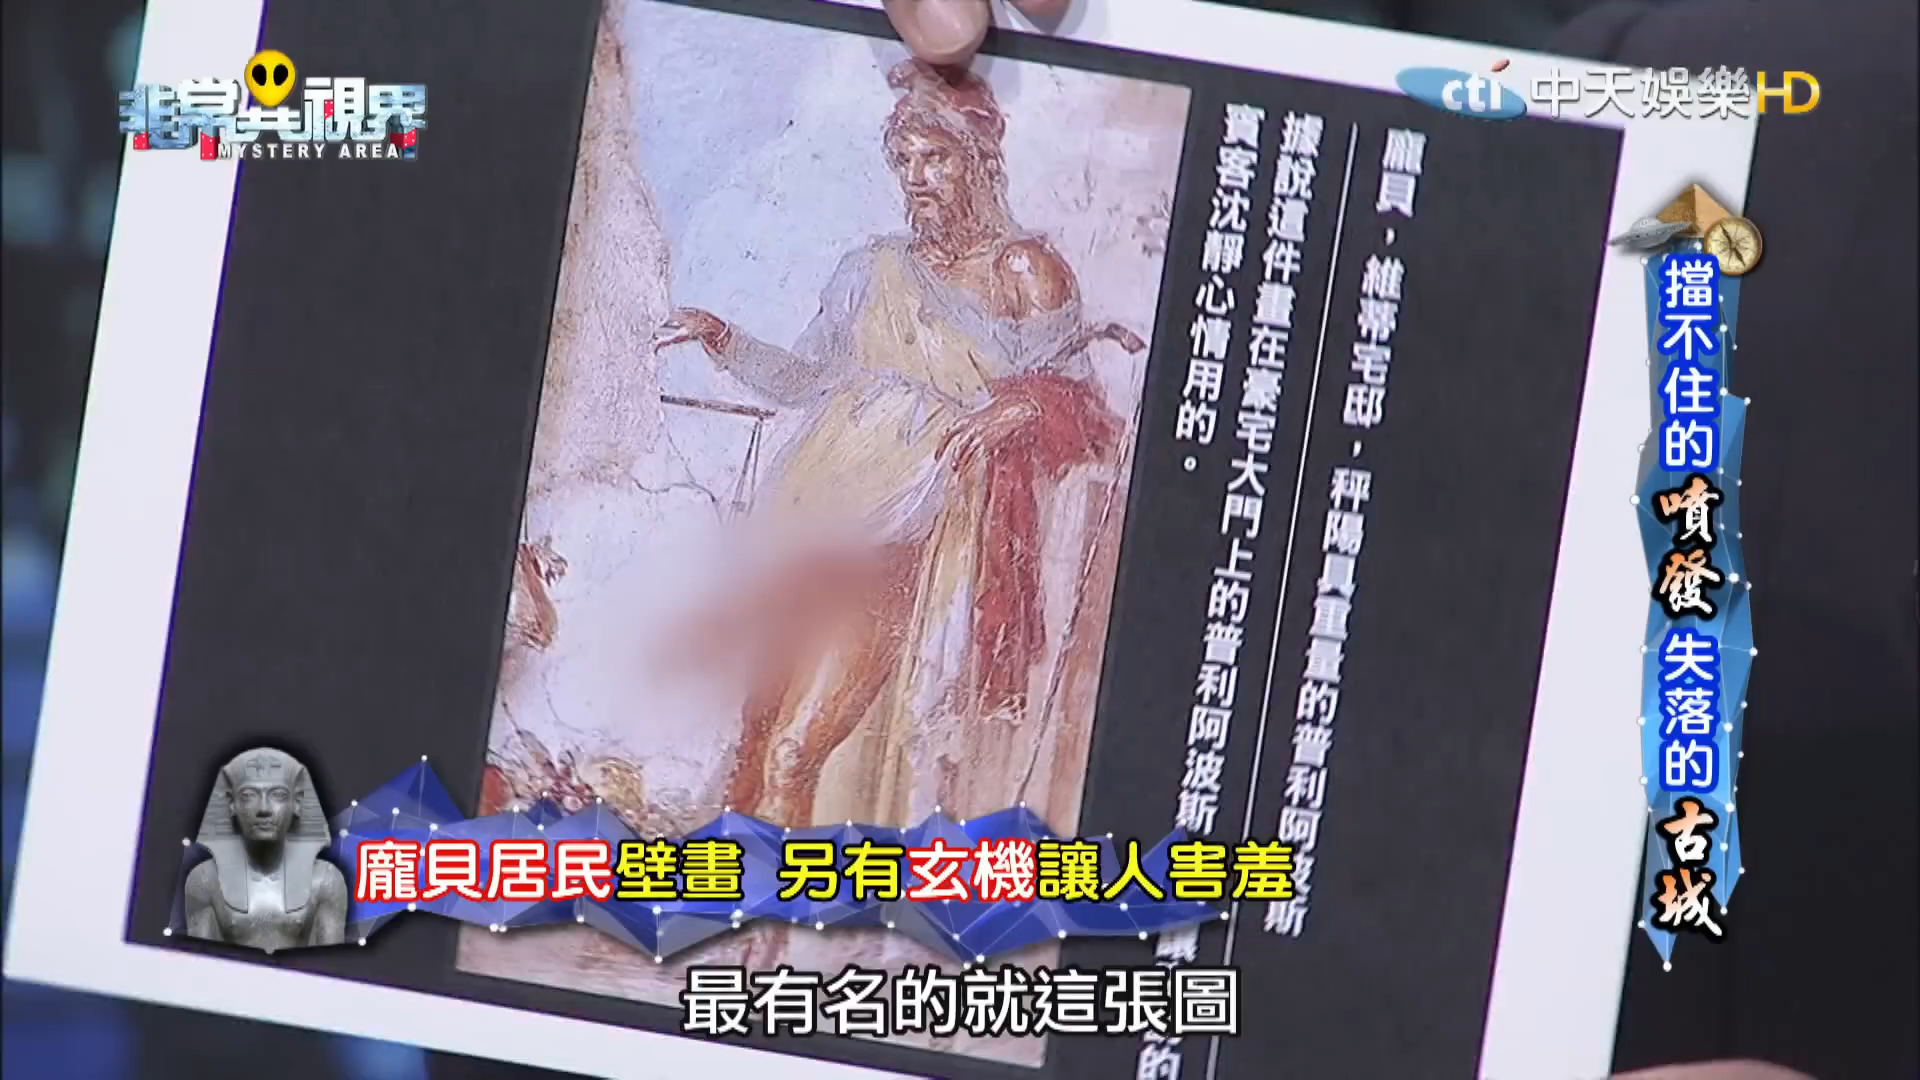 非常異視界
MYSTERY AREA
cti 中天娛樂HD
擋不住的噴發 失落的古城
龐貝，維蒂宅邸，秤陽具重量的普利阿波斯
據說這件畫在豪宅大門上的普利阿波斯
賓客沈靜心情用的。
龐貝居民壁畫 另有玄機讓人害羞
最有名的就這張圖